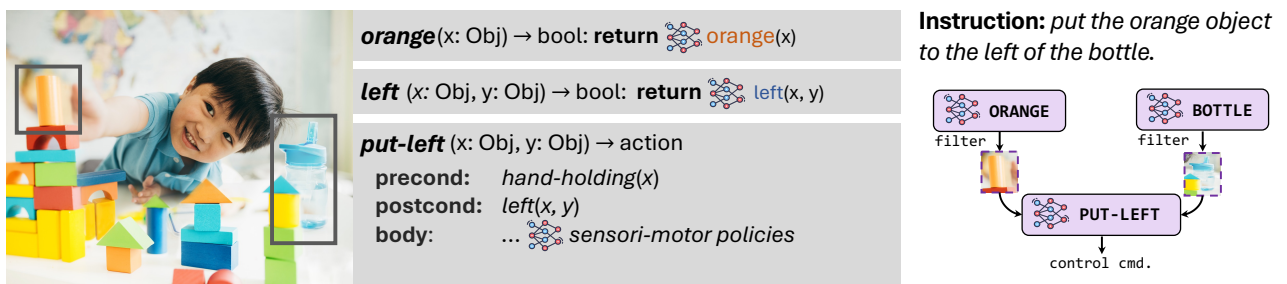 orange(x: Obj) → bool: return orange(x)
left (x: Obj, y: Obj) → bool: return left(x, y)
put-left (x: Obj, y: Obj) → action
precond: hand-holding(x)
postcond: left(x, y)
body: ... sensori-motor policies
Instruction: put the orange object
to the left of the bottle.
ORANGE BOTTLE
filter filter
PUT-LEFT
control cmd.